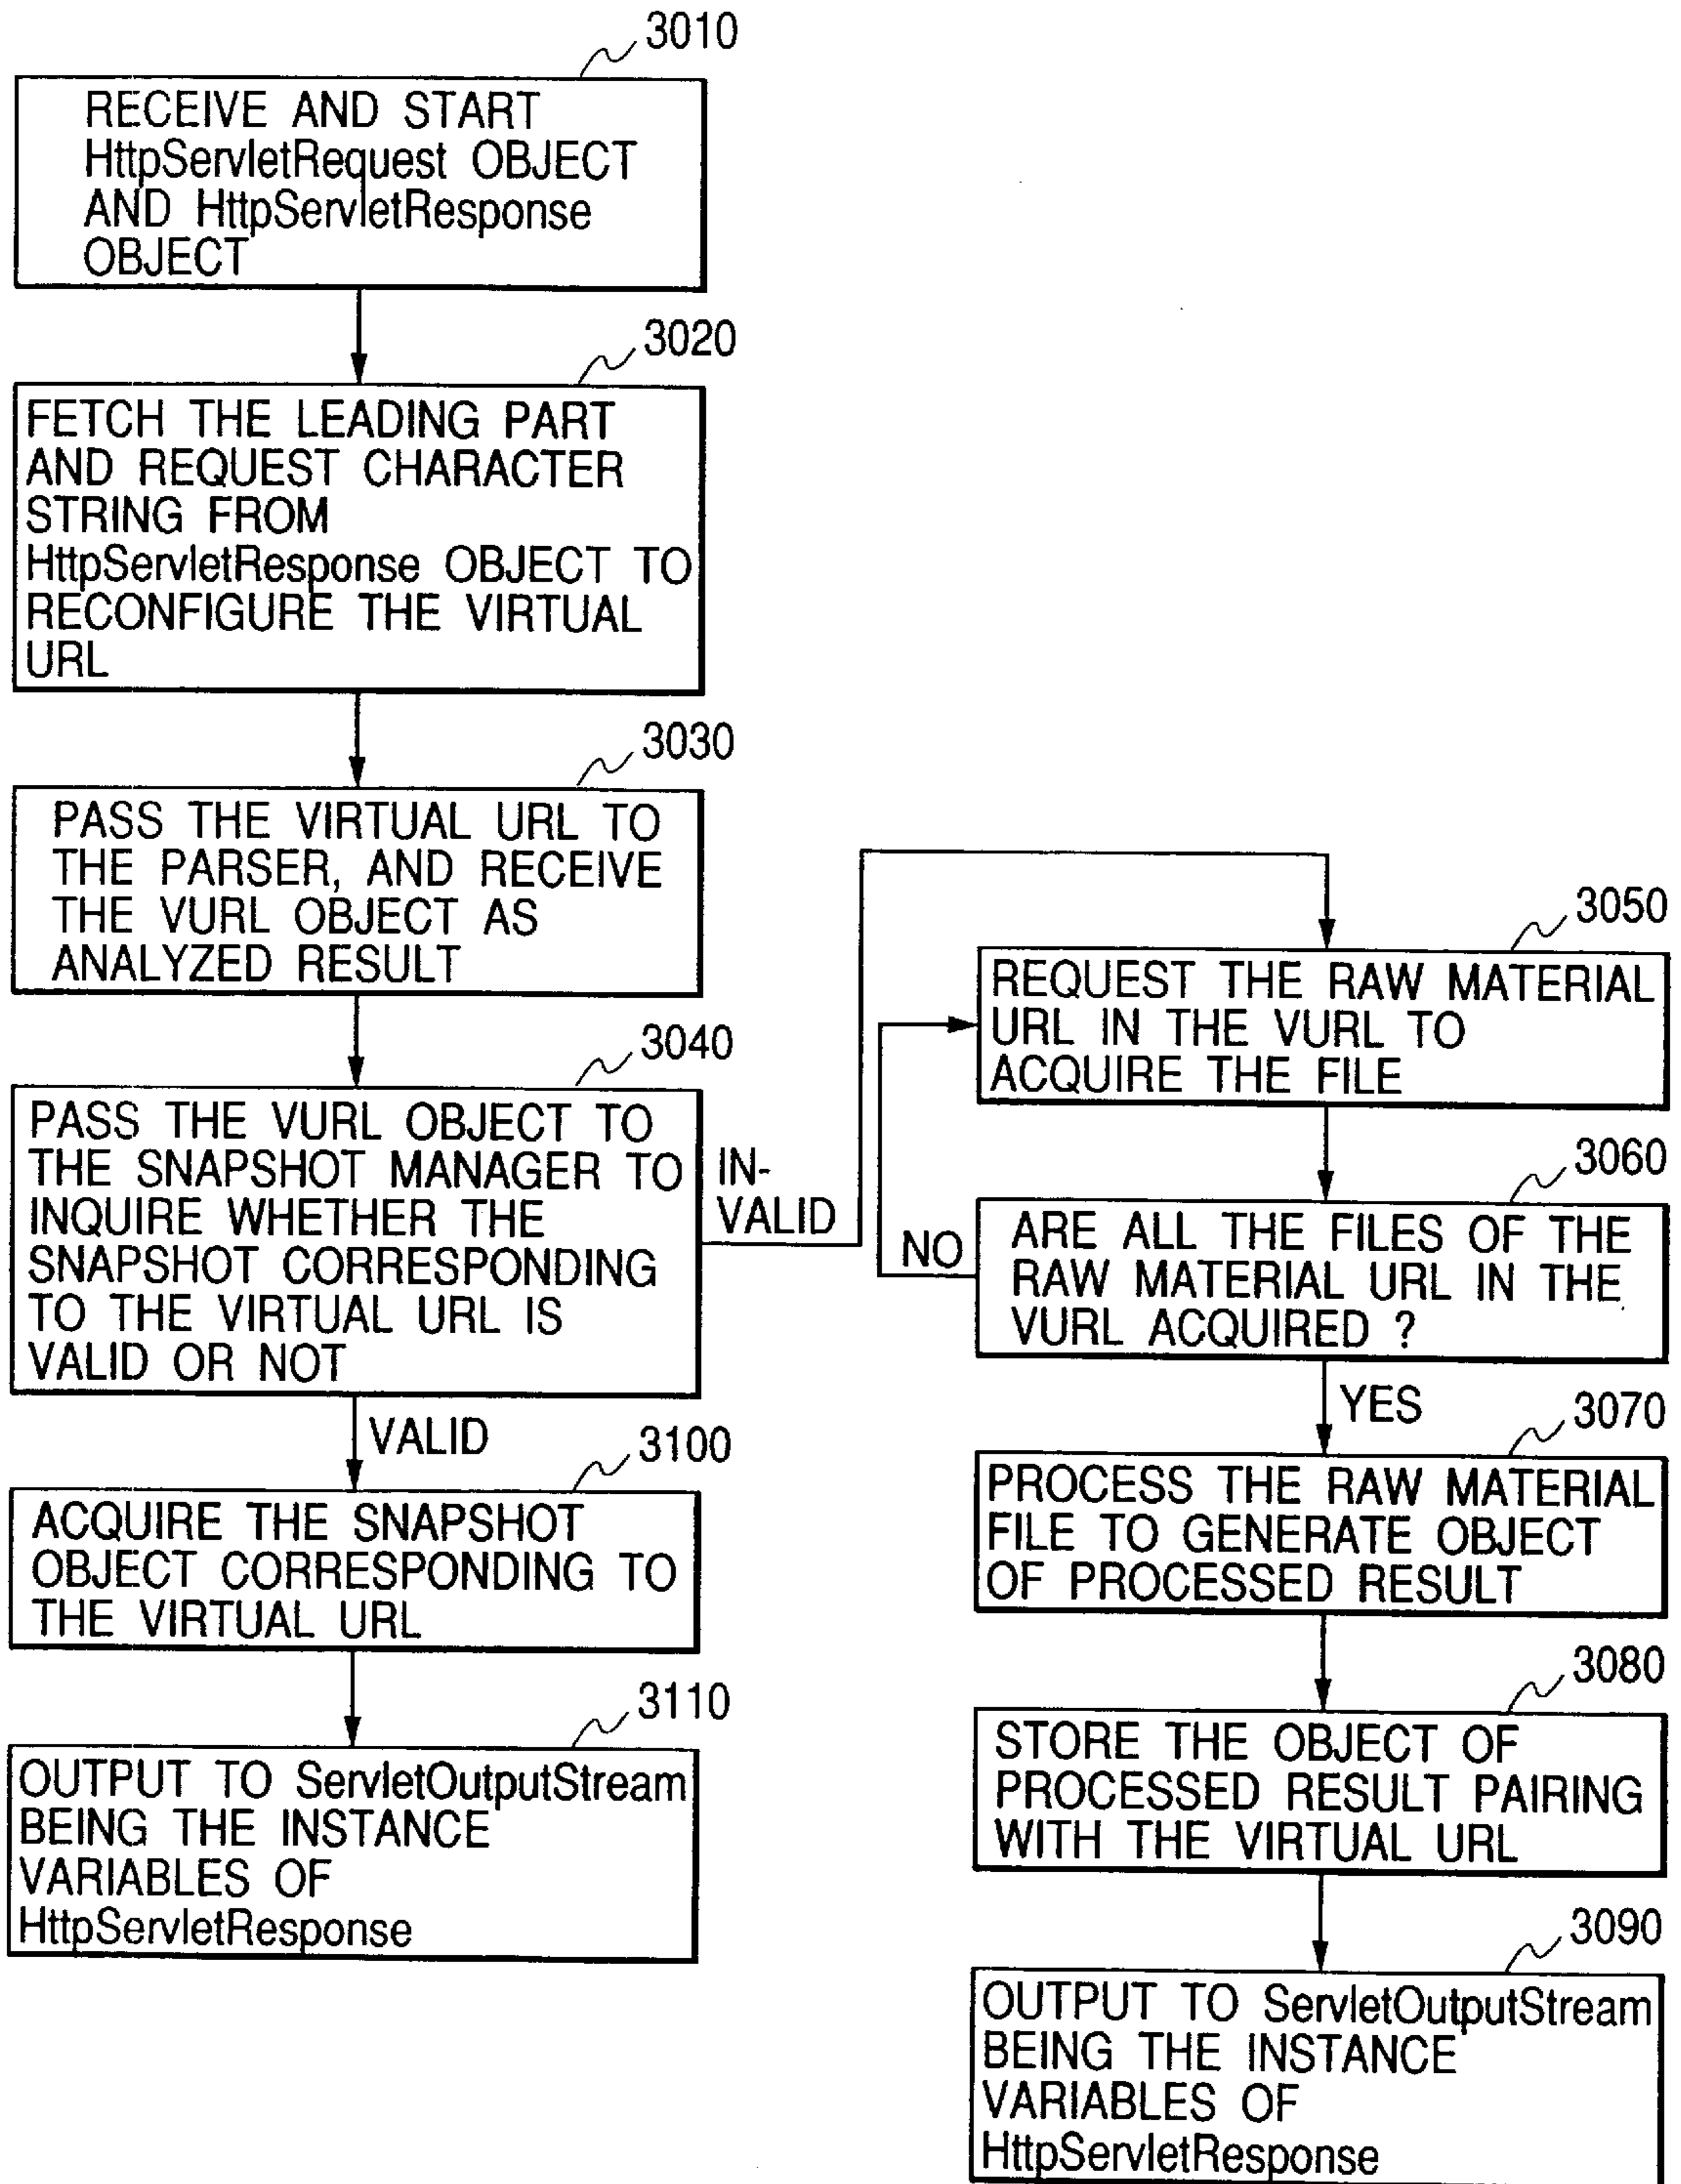 3010
RECEIVE AND START
HttpServletRequest OBJECT
AND HttpServletResponse
OBJECT
3020
FETCH THE LEADING PART
AND REQUEST CHARACTER
STRING FROM
HttpServletResponse OBJECT TO
RECONFIGURE THE VIRTUAL
URL
3030
PASS THE VIRTUAL URL TO
THE PARSER, AND RECEIVE
THE VURL OBJECT AS
ANALYZED RESULT
3040
PASS THE VURL OBJECT TO
THE SNAPSHOT MANAGER TO
INQUIRE WHETHER THE
SNAPSHOT CORRESPONDING
TO THE VIRTUAL URL IS
VALID OR NOT
IN-
VALID
VALID
3100
ACQUIRE THE SNAPSHOT
OBJECT CORRESPONDING TO
THE VIRTUAL URL
3110
OUTPUT TO ServletOutputStream
BEING THE INSTANCE
VARIABLES OF
HttpServletResponse
3050
REQUEST THE RAW MATERIAL
URL IN THE VURL TO
ACQUIRE THE FILE
3060
ARE ALL THE FILES OF THE
RAW MATERIAL URL IN THE
VURL ACQUIRED ?
NO
YES
3070
PROCESS THE RAW MATERIAL
FILE TO GENERATE OBJECT
OF PROCESSED RESULT
3080
STORE THE OBJECT OF
PROCESSED RESULT PAIRING
WITH THE VIRTUAL URL
3090
OUTPUT TO ServletOutputStream
BEING THE INSTANCE
VARIABLES OF
HttpServletResponse